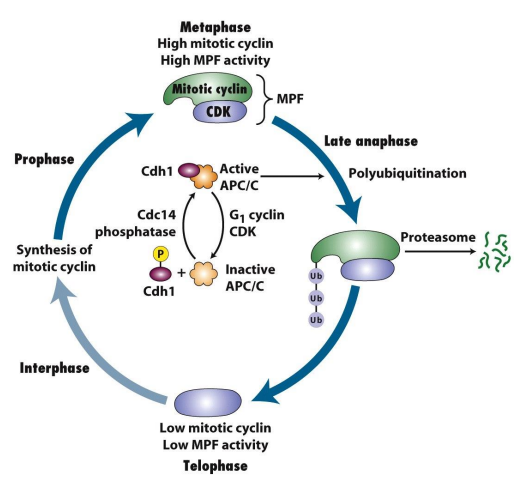 Metaphase
High mitotic cyclin
High MPF activity
Mitotic cyclin
CDK
MPF
Late anaphase
Prophase
Cdh1
Active
APC/C
Polyubiquitination
Cdc14
phosphatase
G1 cyclin
CDK
Proteasome
Synthesis of
mitotic cyclin
P
+
Cdh1
Inactive
APC/C
Ub
Ub
Ub
Interphase
Low mitotic cyclin
Low MPF activity
Telophase